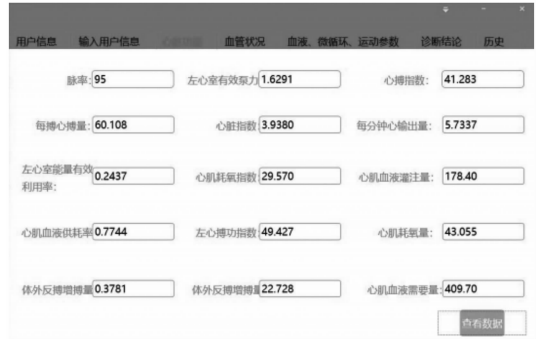 用户信息 输入用户信息 心脏测量 血管状况 血液、微循环、运动参数 诊断结论 历史
脉率: 95 左心室有效泵力 1.6291 心搏指数: 41.283
每搏心搏量: 60.108 心脏指数 3.9380 每分钟心输出量: 5.7337
左心室能量有效
利用率: 0.2437 心肌耗氧指数 29.570 心肌血液灌注量: 178.40
心肌血液供耗率 0.7744 左心搏功指数 49.427 心肌耗氧量: 43.055
体外反搏增搏量 0.3781 体外反搏增搏 22.728 心肌血液需要量: 409.70
查看数据